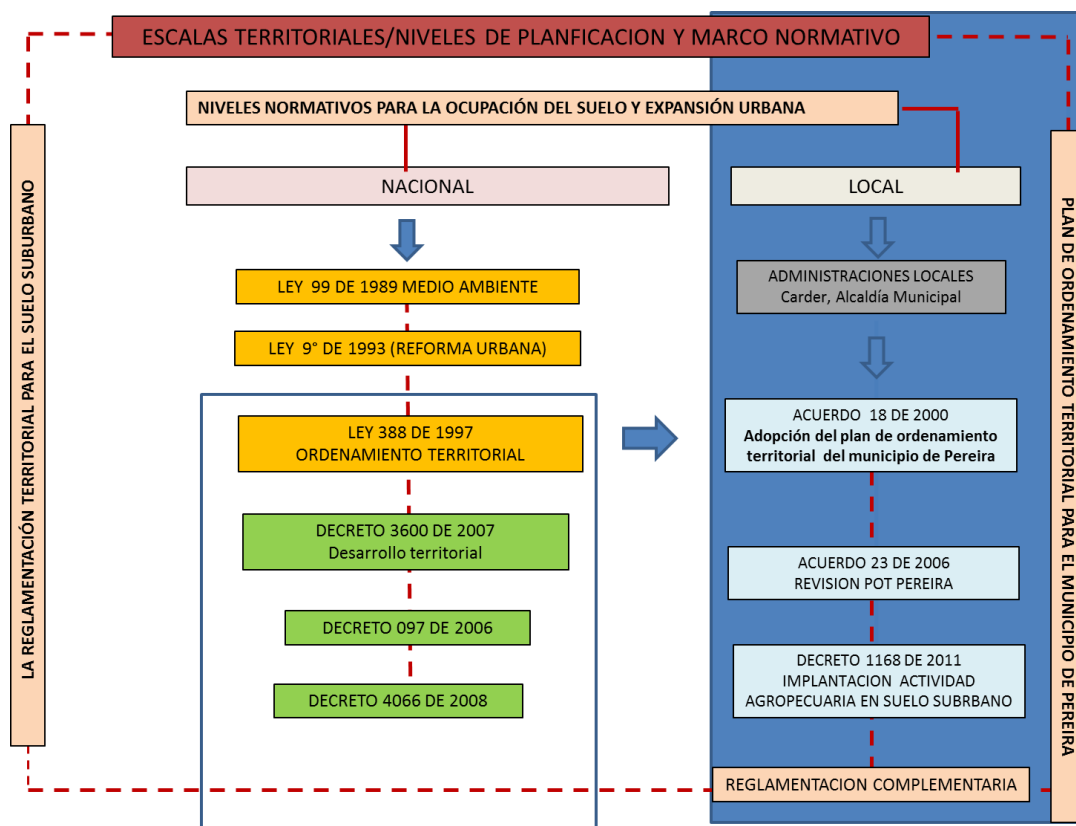 ESCALAS TERRITORIALES/NIVELES DE PLANFICACION Y MARCO NORMATIVO
NIVELES NORMATIVOS PARA LA OCUPACIÓN DEL SUELO Y EXPANSIÓN URBANA
LA REGLAMENTACIÓN TERRITORIAL PARA EL SUELO SUBURBANO
NACIONAL
LEY 99 DE 1989 MEDIO AMBIENTE
LEY 9° DE 1993 (REFORMA URBANA)
LEY 388 DE 1997
ORDENAMIENTO TERRITORIAL
DECRETO 3600 DE 2007
Desarrollo territorial
DECRETO 097 DE 2006
DECRETO 4066 DE 2008
LOCAL
ADMINISTRACIONES LOCALES
Carder, Alcaldía Municipal
ACUERDO 18 DE 2000
Adopción del plan de ordenamiento
territorial del municipio de Pereira
ACUERDO 23 DE 2006
REVISION POT PEREIRA
DECRETO 1168 DE 2011
IMPLANTACION ACTIVIDAD
AGROPECUARIA EN SUELO SUBRBANO
REGLAMENTACION COMPLEMENTARIA
PLAN DE ORDENAMIENTO TERRITORIAL PARA EL MUNICIPIO DE PEREIRA